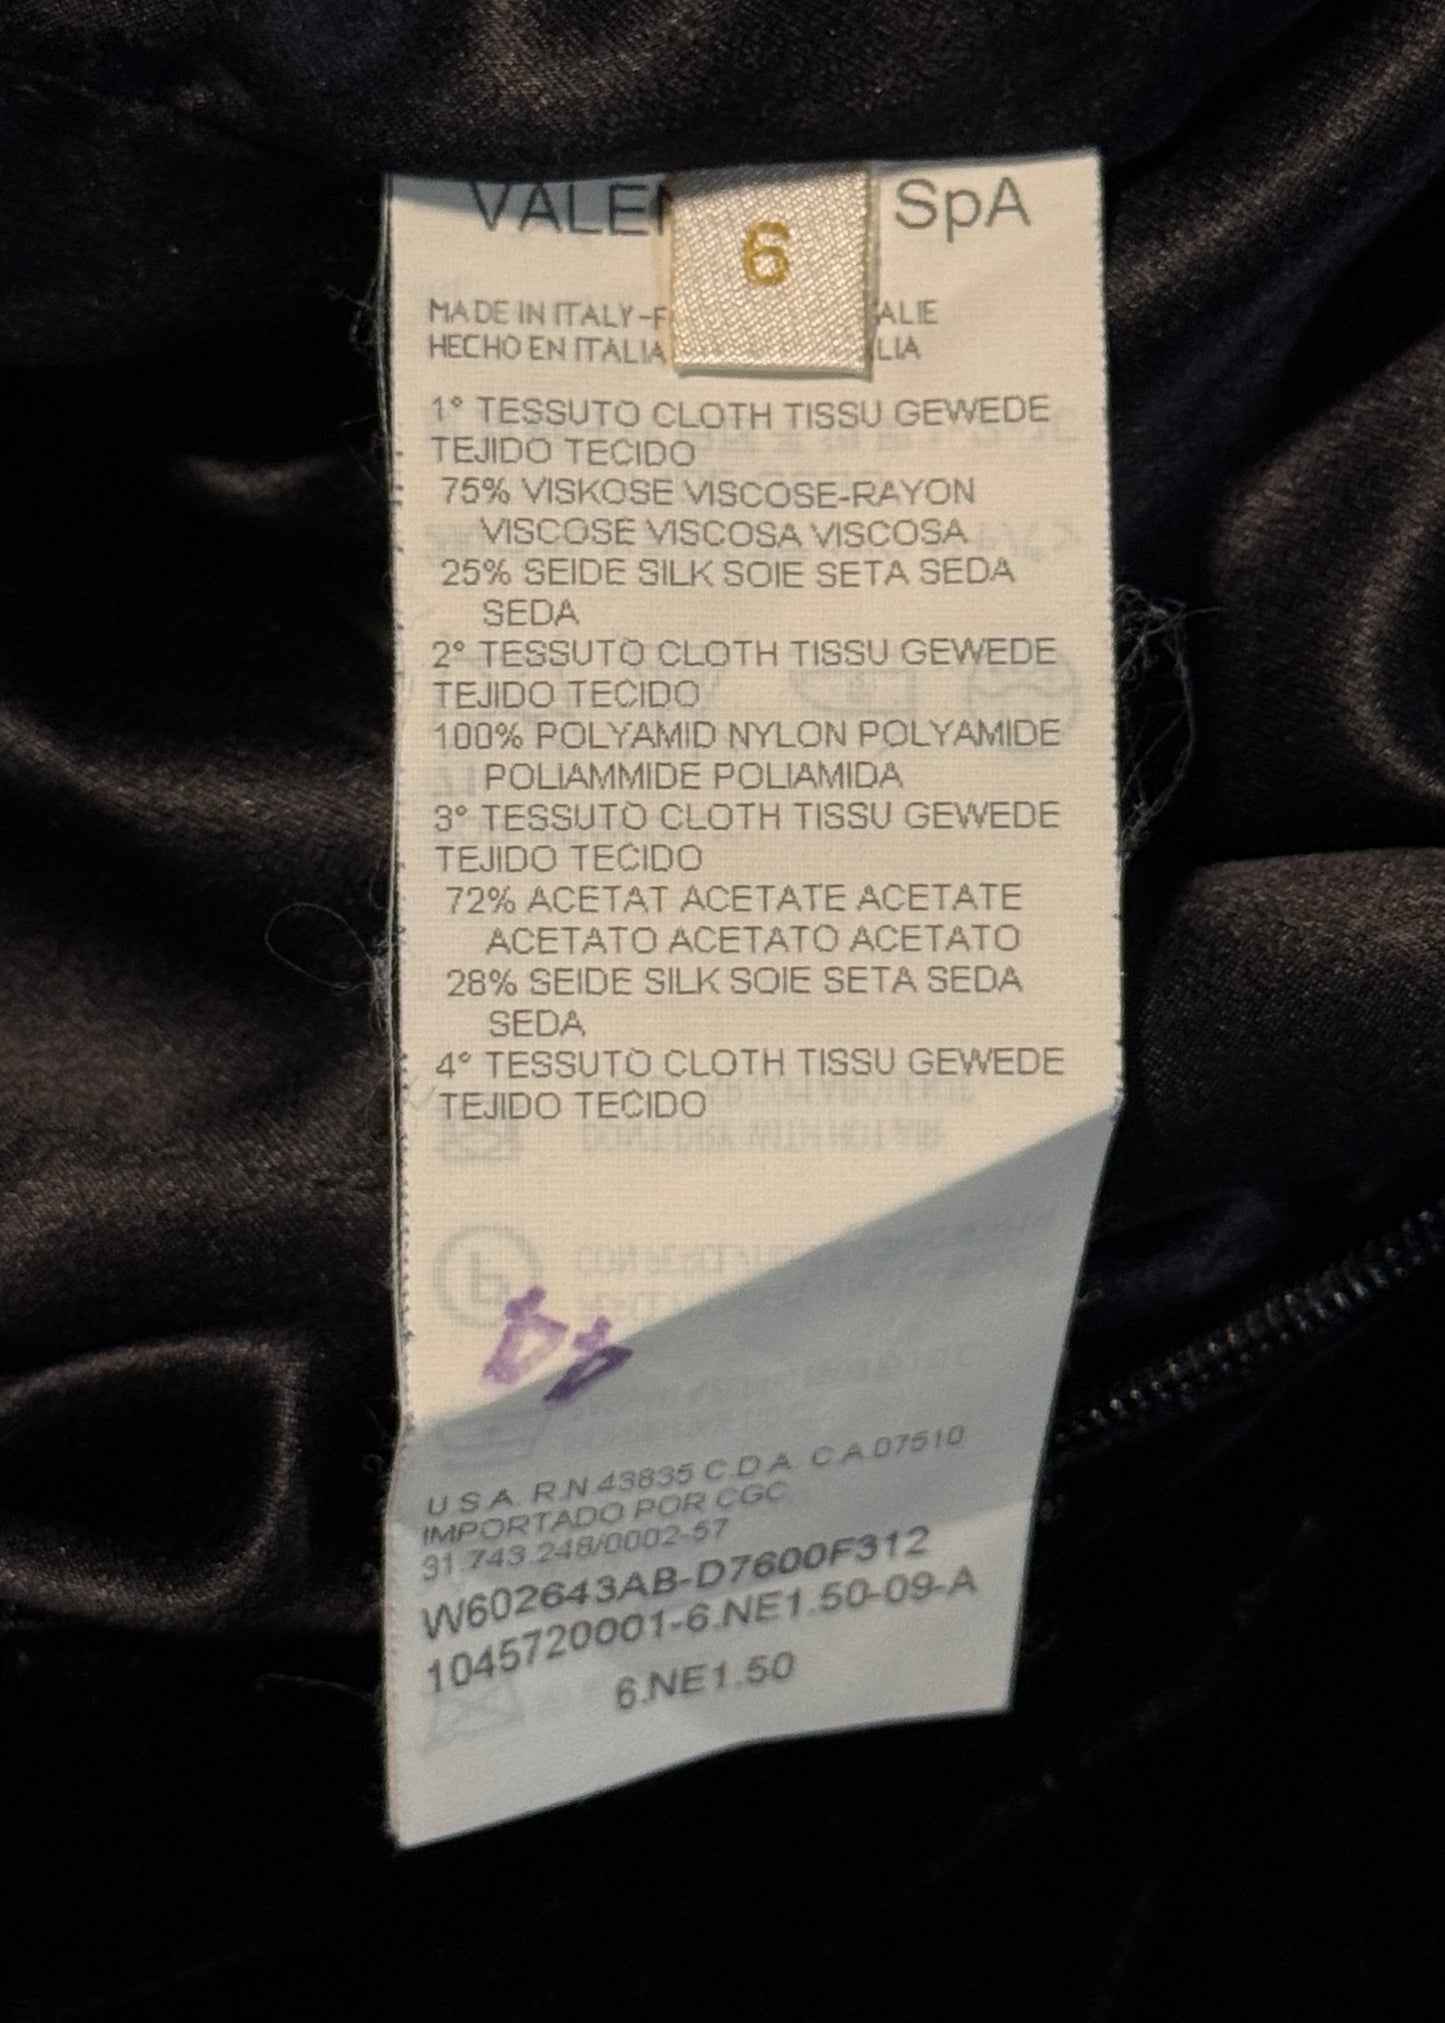 VALEN SpA
6
MADE IN ITALY-F ALIE
HECHO EN ITALIA LIA
1° TESSUTO CLOTH TISSU GEWEDE
TEJIDO TECIDO
75% VISKOSE VISCOSE-RAYON
VISCOSE VISCOSA VISCOSA
25% SEIDE SILK SOIE SETA SEDA
SEDA
2° TESSUTO CLOTH TISSU GEWEDE
TEJIDO TECIDO
100% POLYAMID NYLON POLYAMIDE
POLIAMMIDE POLIAMIDA
3° TESSUTO CLOTH TISSU GEWEDE
TEJIDO TECIDO
72% ACETAT ACETATE ACETATE
ACETATO ACETATO ACETATO
28% SEIDE SILK SOIE SETA SEDA
SEDA
4° TESSUTO CLOTH TISSU GEWEDE
TEJIDO TECIDO
U.S.A. R.N.43835 C.D.A. C.A.07510
IMPORTADO POR CGC
31.743.248/0002-57
W602643AB-D7600F312
1045720001-6.NE1.50-09-A
6.NE1.50